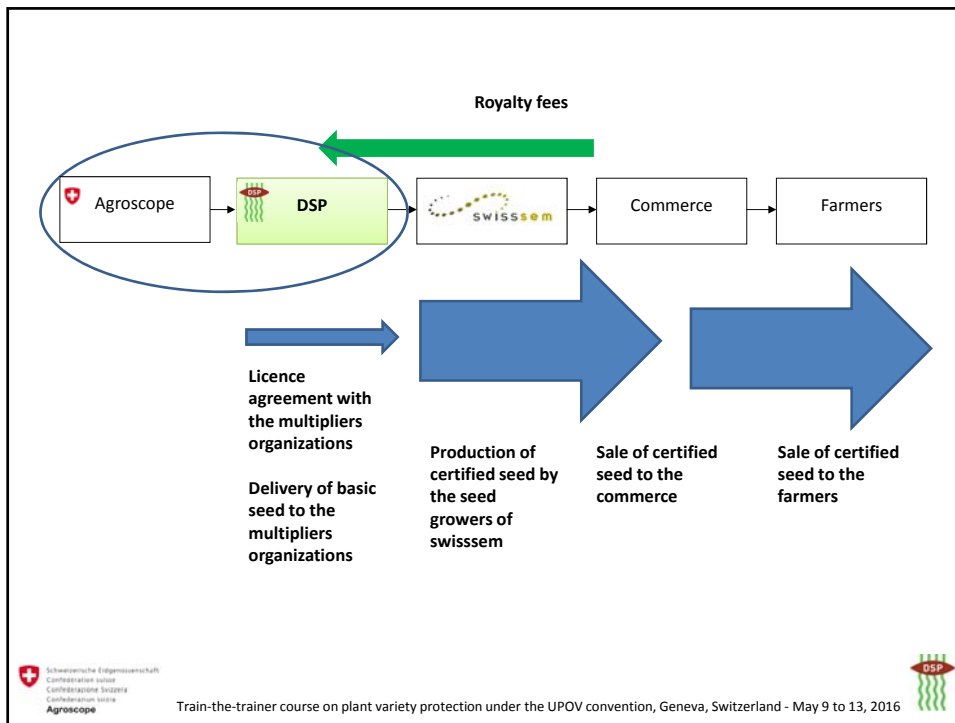 Royalty fees
Agroscope
DSP
DSP
swisssem
Commerce
Farmers
Licence
agreement with
the multipliers
organizations
Delivery of basic
seed to the
multipliers
organizations
Production of
certified seed by
the seed
growers of
swisssem
Sale of certified
seed to the
commerce
Sale of certified
seed to the
farmers
Schweizerische Eidgenossenschaft
Confédération suisse
Confederazione Svizzera
Confederaziun svizra
Agroscope
Train-the-trainer course on plant variety protection under the UPOV convention, Geneva, Switzerland - May 9 to 13, 2016
DSP